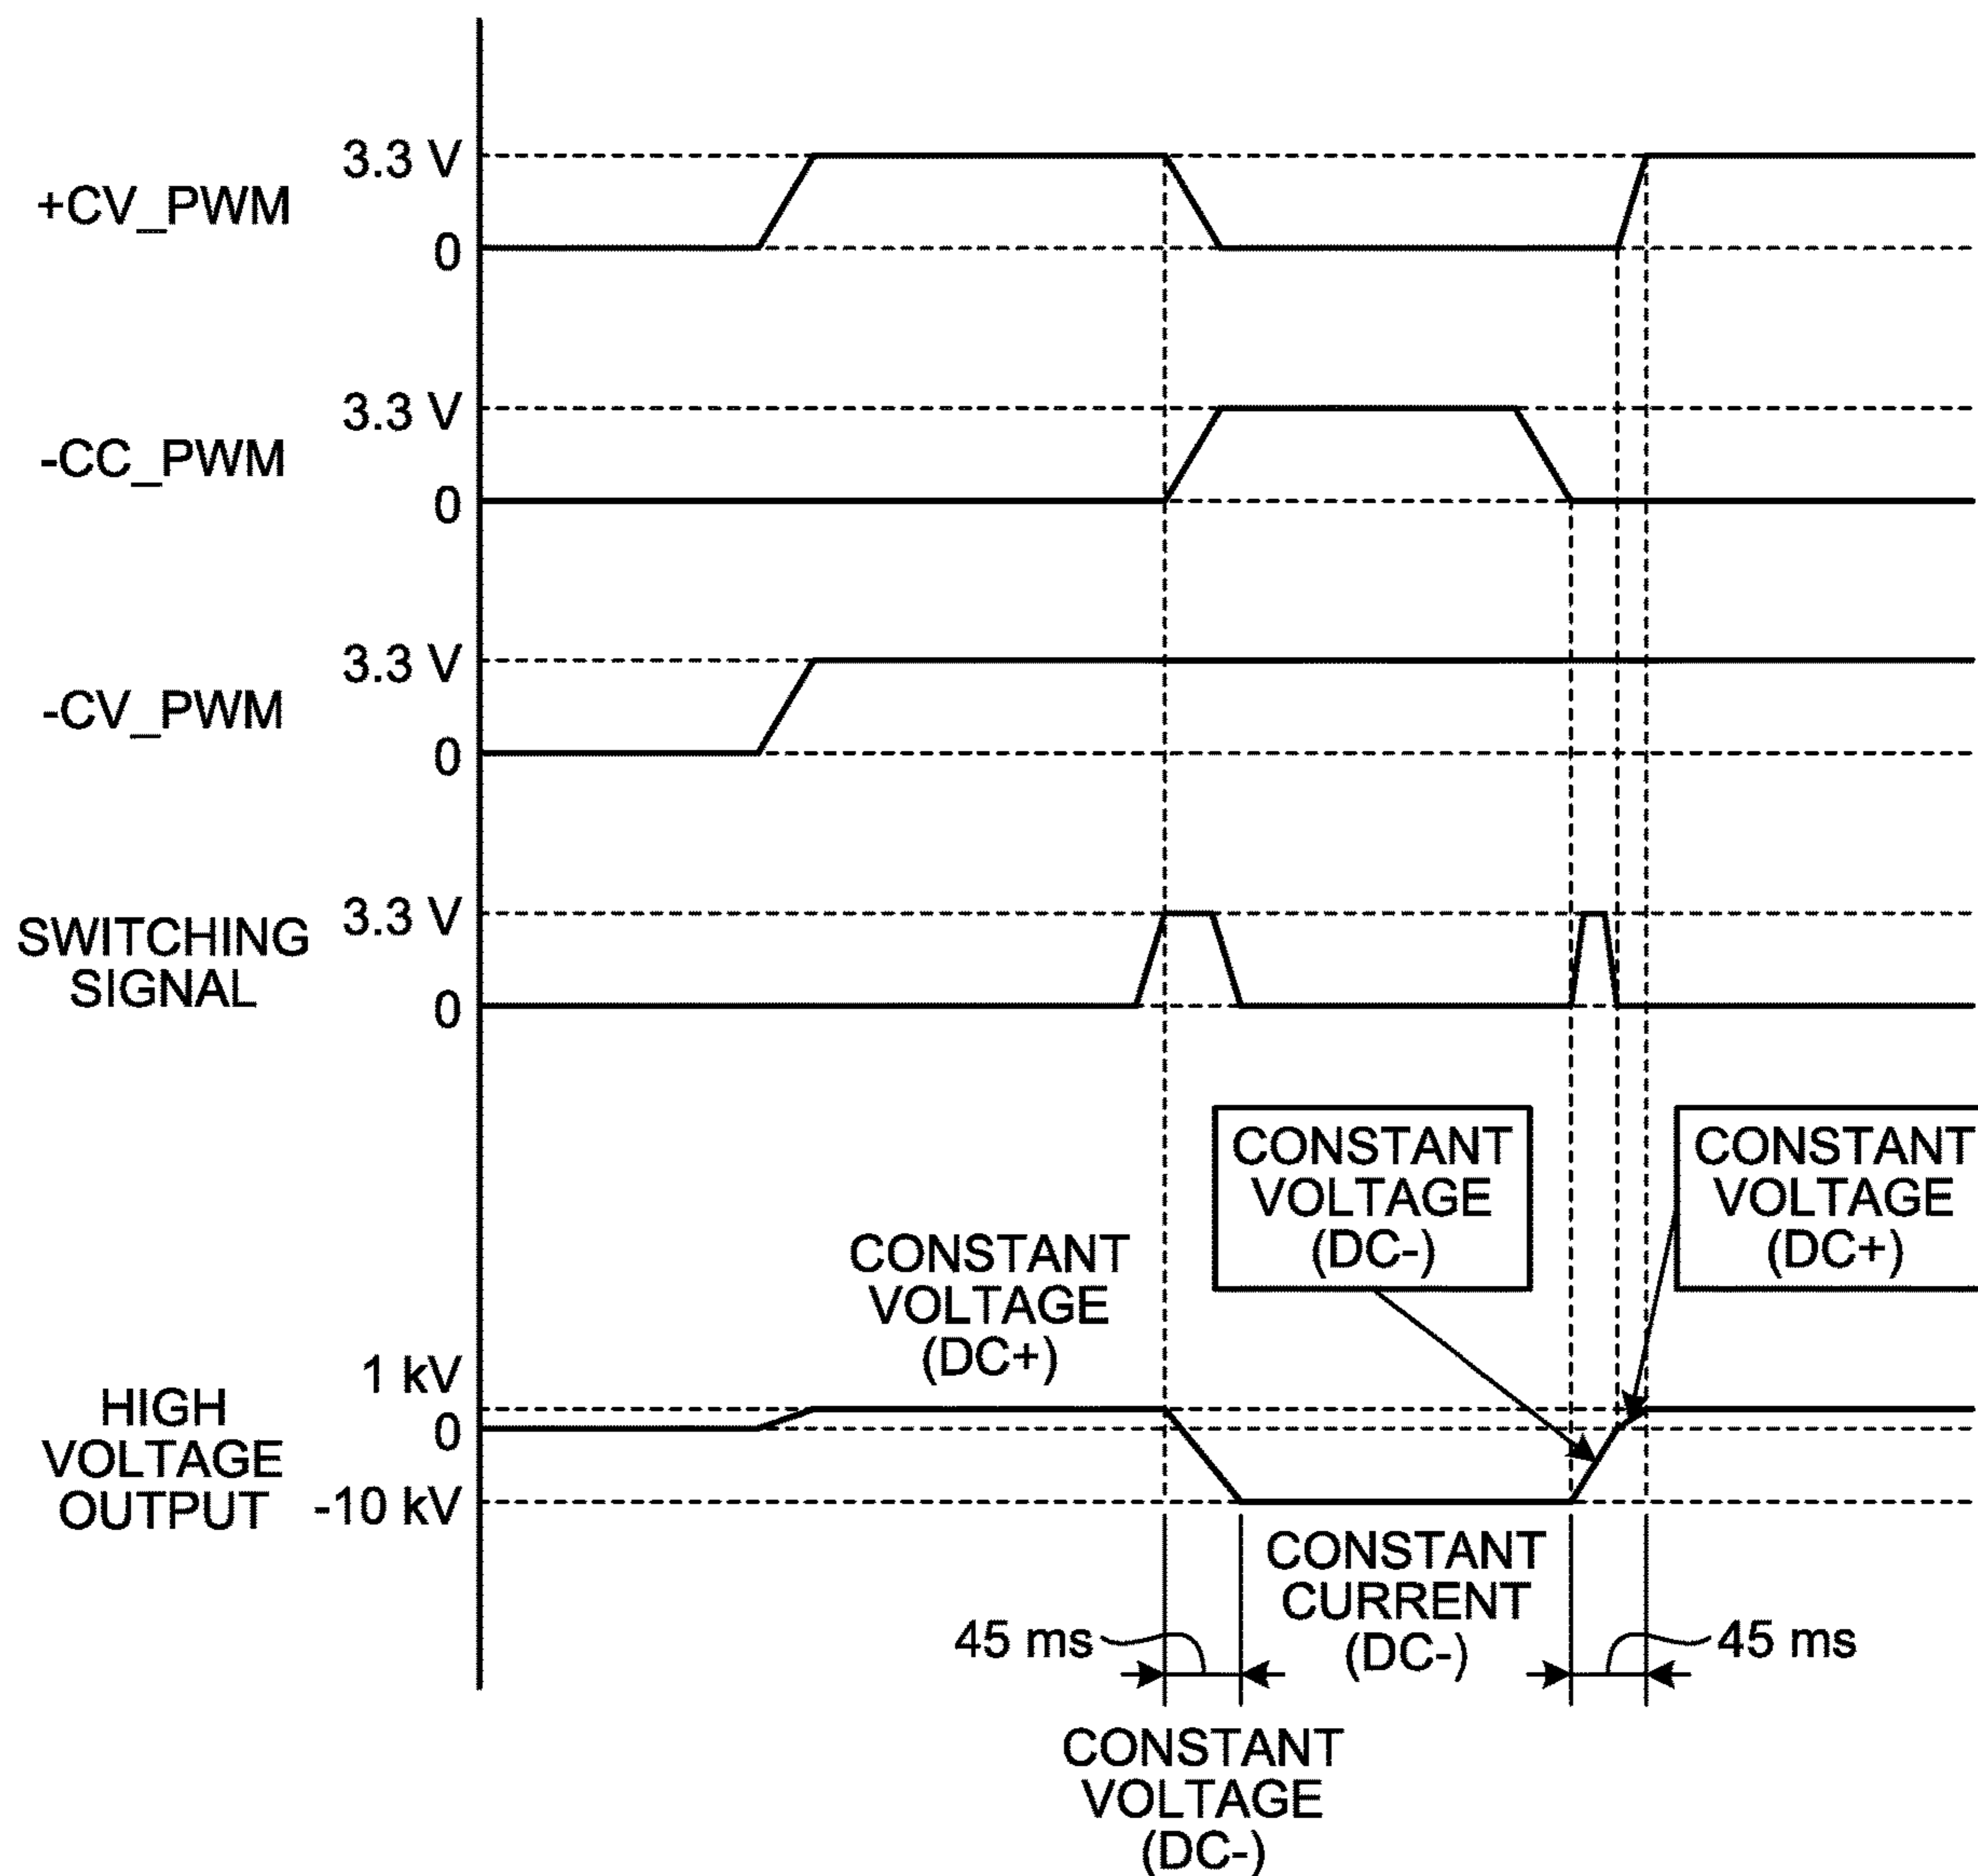 3.3 V
+CV_PWM
0
3.3 V
-CC_PWM
0
3.3 V
-CV_PWM
0
3.3 V
SWITCHING
SIGNAL
0
CONSTANT
VOLTAGE
(DC-)
CONSTANT
VOLTAGE
(DC+)
CONSTANT
VOLTAGE
(DC+)
1 kV
HIGH
VOLTAGE
OUTPUT
0
-10 kV
CONSTANT
CURRENT
(DC-)
45 ms
45 ms
CONSTANT
VOLTAGE
(DC-)